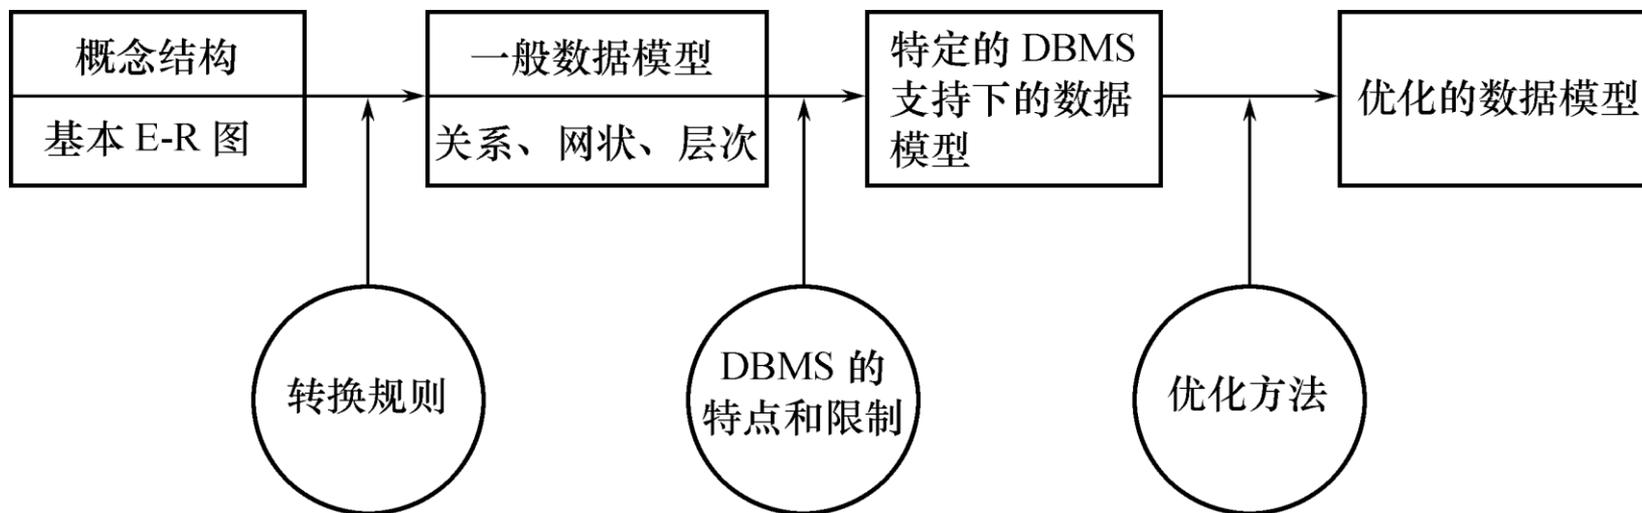 概念结构
基本 E-R 图
一般数据模型
关系、网状、层次
特定的 DBMS
支持下的数据
模型
优化的数据模型
转换规则
DBMS 的
特点和限制
优化方法